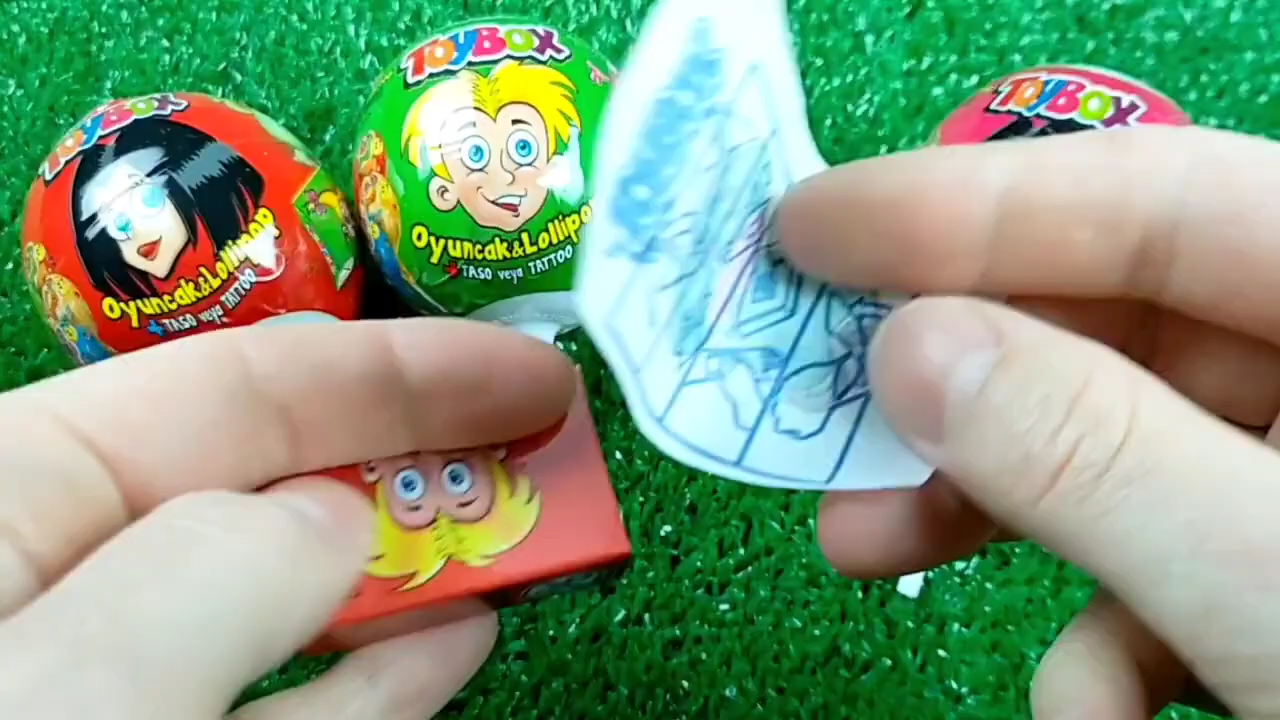 TOYBOX
Oyuncak&Lollipop
+ TASO veya TATTOO
TOYBOX
Oyuncak&Lollipo
+ TASO veya TATTOO
TOYBOX